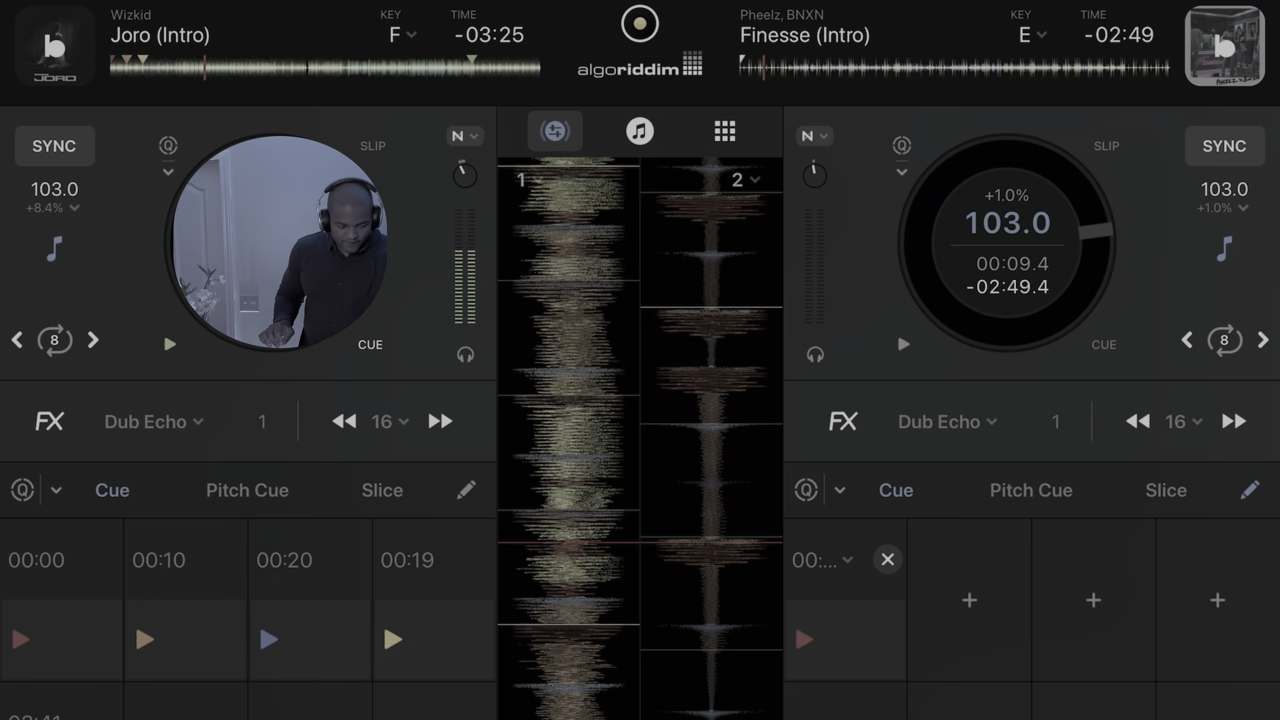 Wizkid
Joro (Intro)
KEY
F
TIME
-03:25
algoriddim
Pheelz, BNXN
Finesse (Intro)
KEY
E
TIME
-02:49
b
JORO
b
SYNC
103.0
+8.4%
8
Q
SLIP
CUE
N
1
2
N
Q
SLIP
CUE
+1.0%
103.0
00:09.4
-02:49.4
SYNC
103.0
+1.0%
8
FX
Dub Echo
1
16
FX
Dub Echo
1
16
Q
Cue
Pitch Cue
Slice
Q
Cue
Pitch Cue
Slice
00:00
00:10
00:20
00:19
00:...